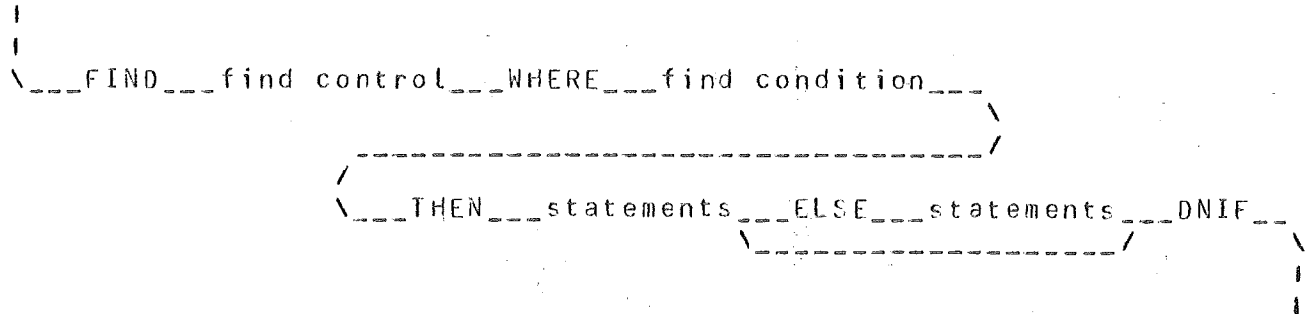 FIND find control WHERE find condition
THEN statements ELSE statements DNIF